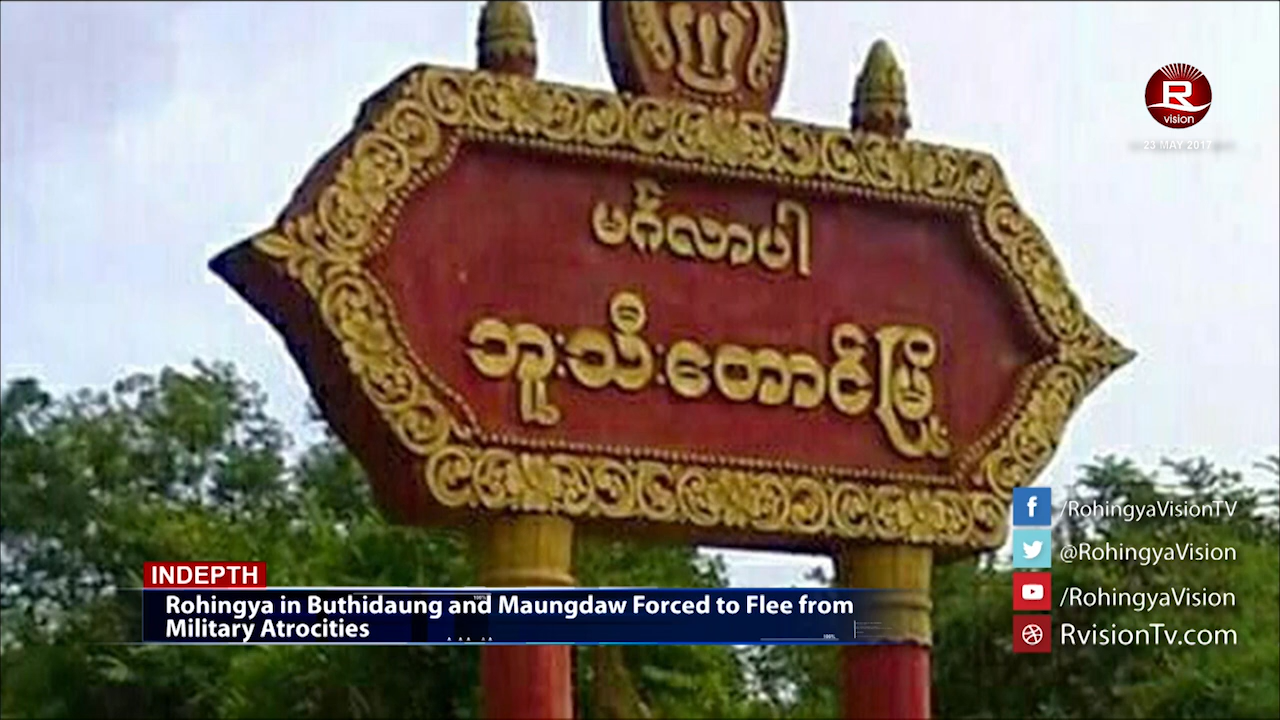 R
vision
23 MAY 2017
မင်္ဂလာပါ
ဘူးသီးတောင်မြို့
/RohingyaVisionTV
@RohingyaVision
/RohingyaVision
RvisionTv.com
INDEPTH
Rohingya in Buthidaung and Maungdaw Forced to Flee from
Military Atrocities